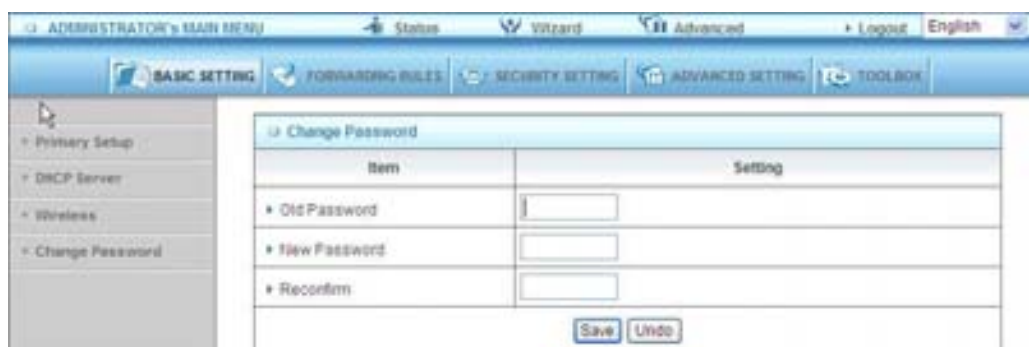 ADMINISTRATOR's MAIN MENU Status Wizard Advanced Logout English
BASIC SETTING FORWARDING RULES SECURITY SETTING ADVANCED SETTING TOOLBOX
Primary Setup
DHCP Server
Wireless
Change Password
Change Password
Item Setting
Old Password
New Password
Reconfirm
Save Undo